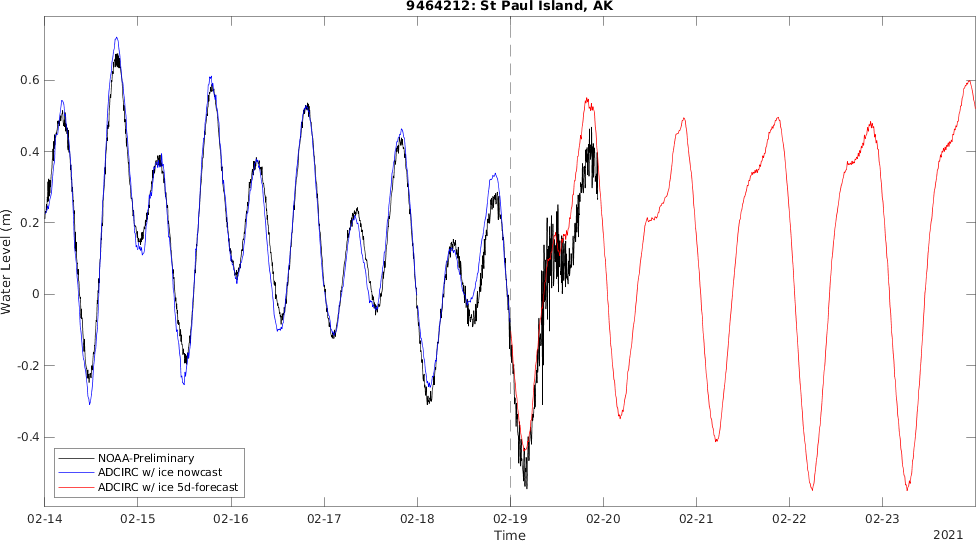 9464212: St Paul Island, AK
Water Level (m)
0.6
0.4
0.2
0
-0.2
-0.4
NOAA-Preliminary
ADCIRC w/ ice nowcast
ADCIRC w/ ice 5d-forecast
02-14 02-15 02-16 02-17 02-18 02-19 02-20 02-21 02-22 02-23
Time
2021